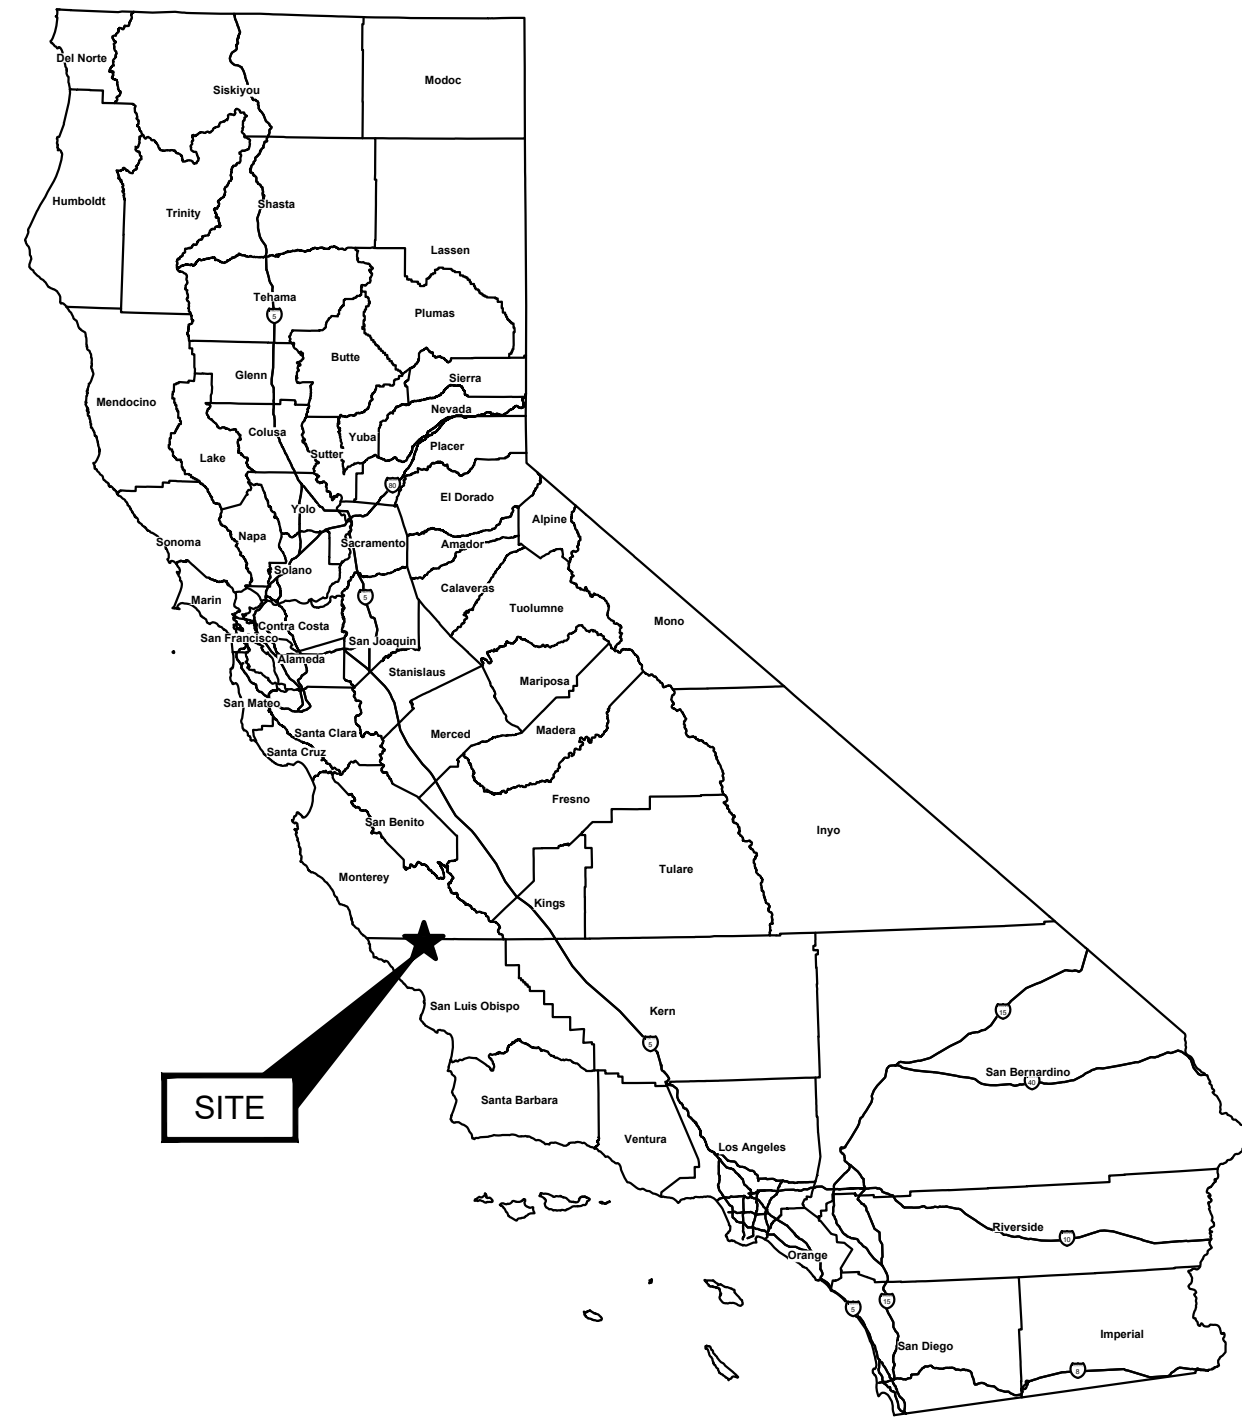 Del Norte
Modoc
Siskiyou
Humboldt
Shasta
Trinity
Lassen
Tehama
5
Plumas
Butte
Glenn
Sierra
Mendocino
Nevada
Colusa
Yuba
Placer
Sutter
Lake
80
El Dorado
Yolo
Alpine
Napa
Sonoma
Sacramento
Amador
Solano
Calaveras
5
Marin
Tuolumne
Mono
Contra Costa
San Francisco
San Joaquin
Alameda
Stanislaus
Mariposa
San Mateo
Santa Clara
Merced
Madera
Santa Cruz
Fresno
San Benito
Inyo
Tulare
Monterey
Kings
San Luis Obispo
Kern
15
5
San Bernardino
40
Santa Barbara
SITE
Ventura
Los Angeles
Riverside
10
Orange
15
5
Imperial
San Diego
8